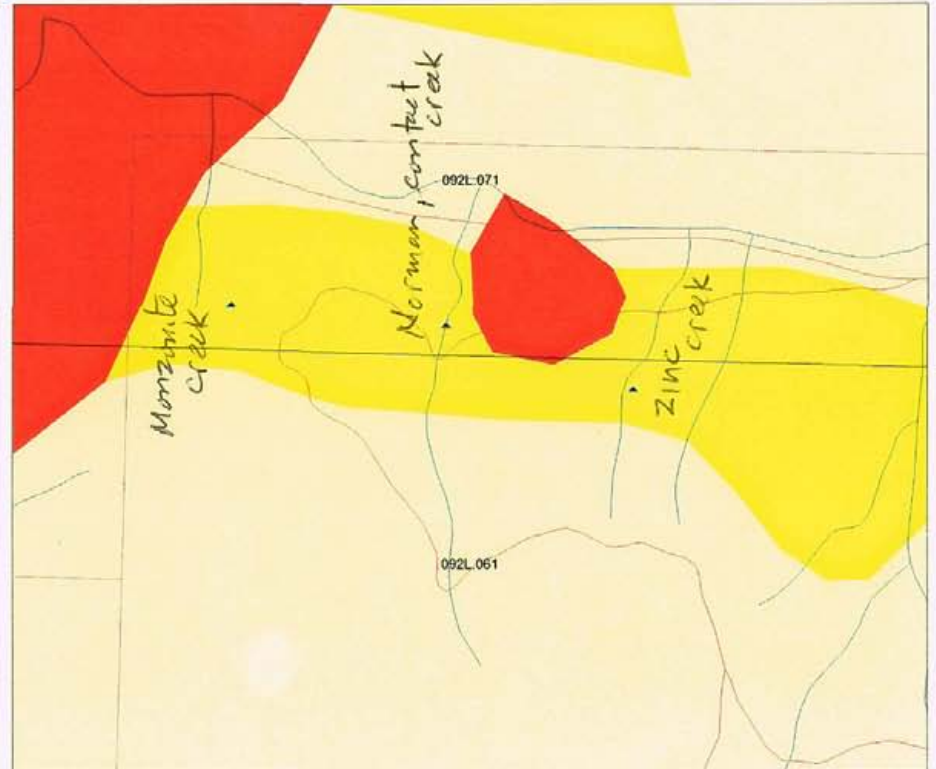 Monzonite
creek
Norman, contact
creek
092L.071
Zinc
creek
092L.061